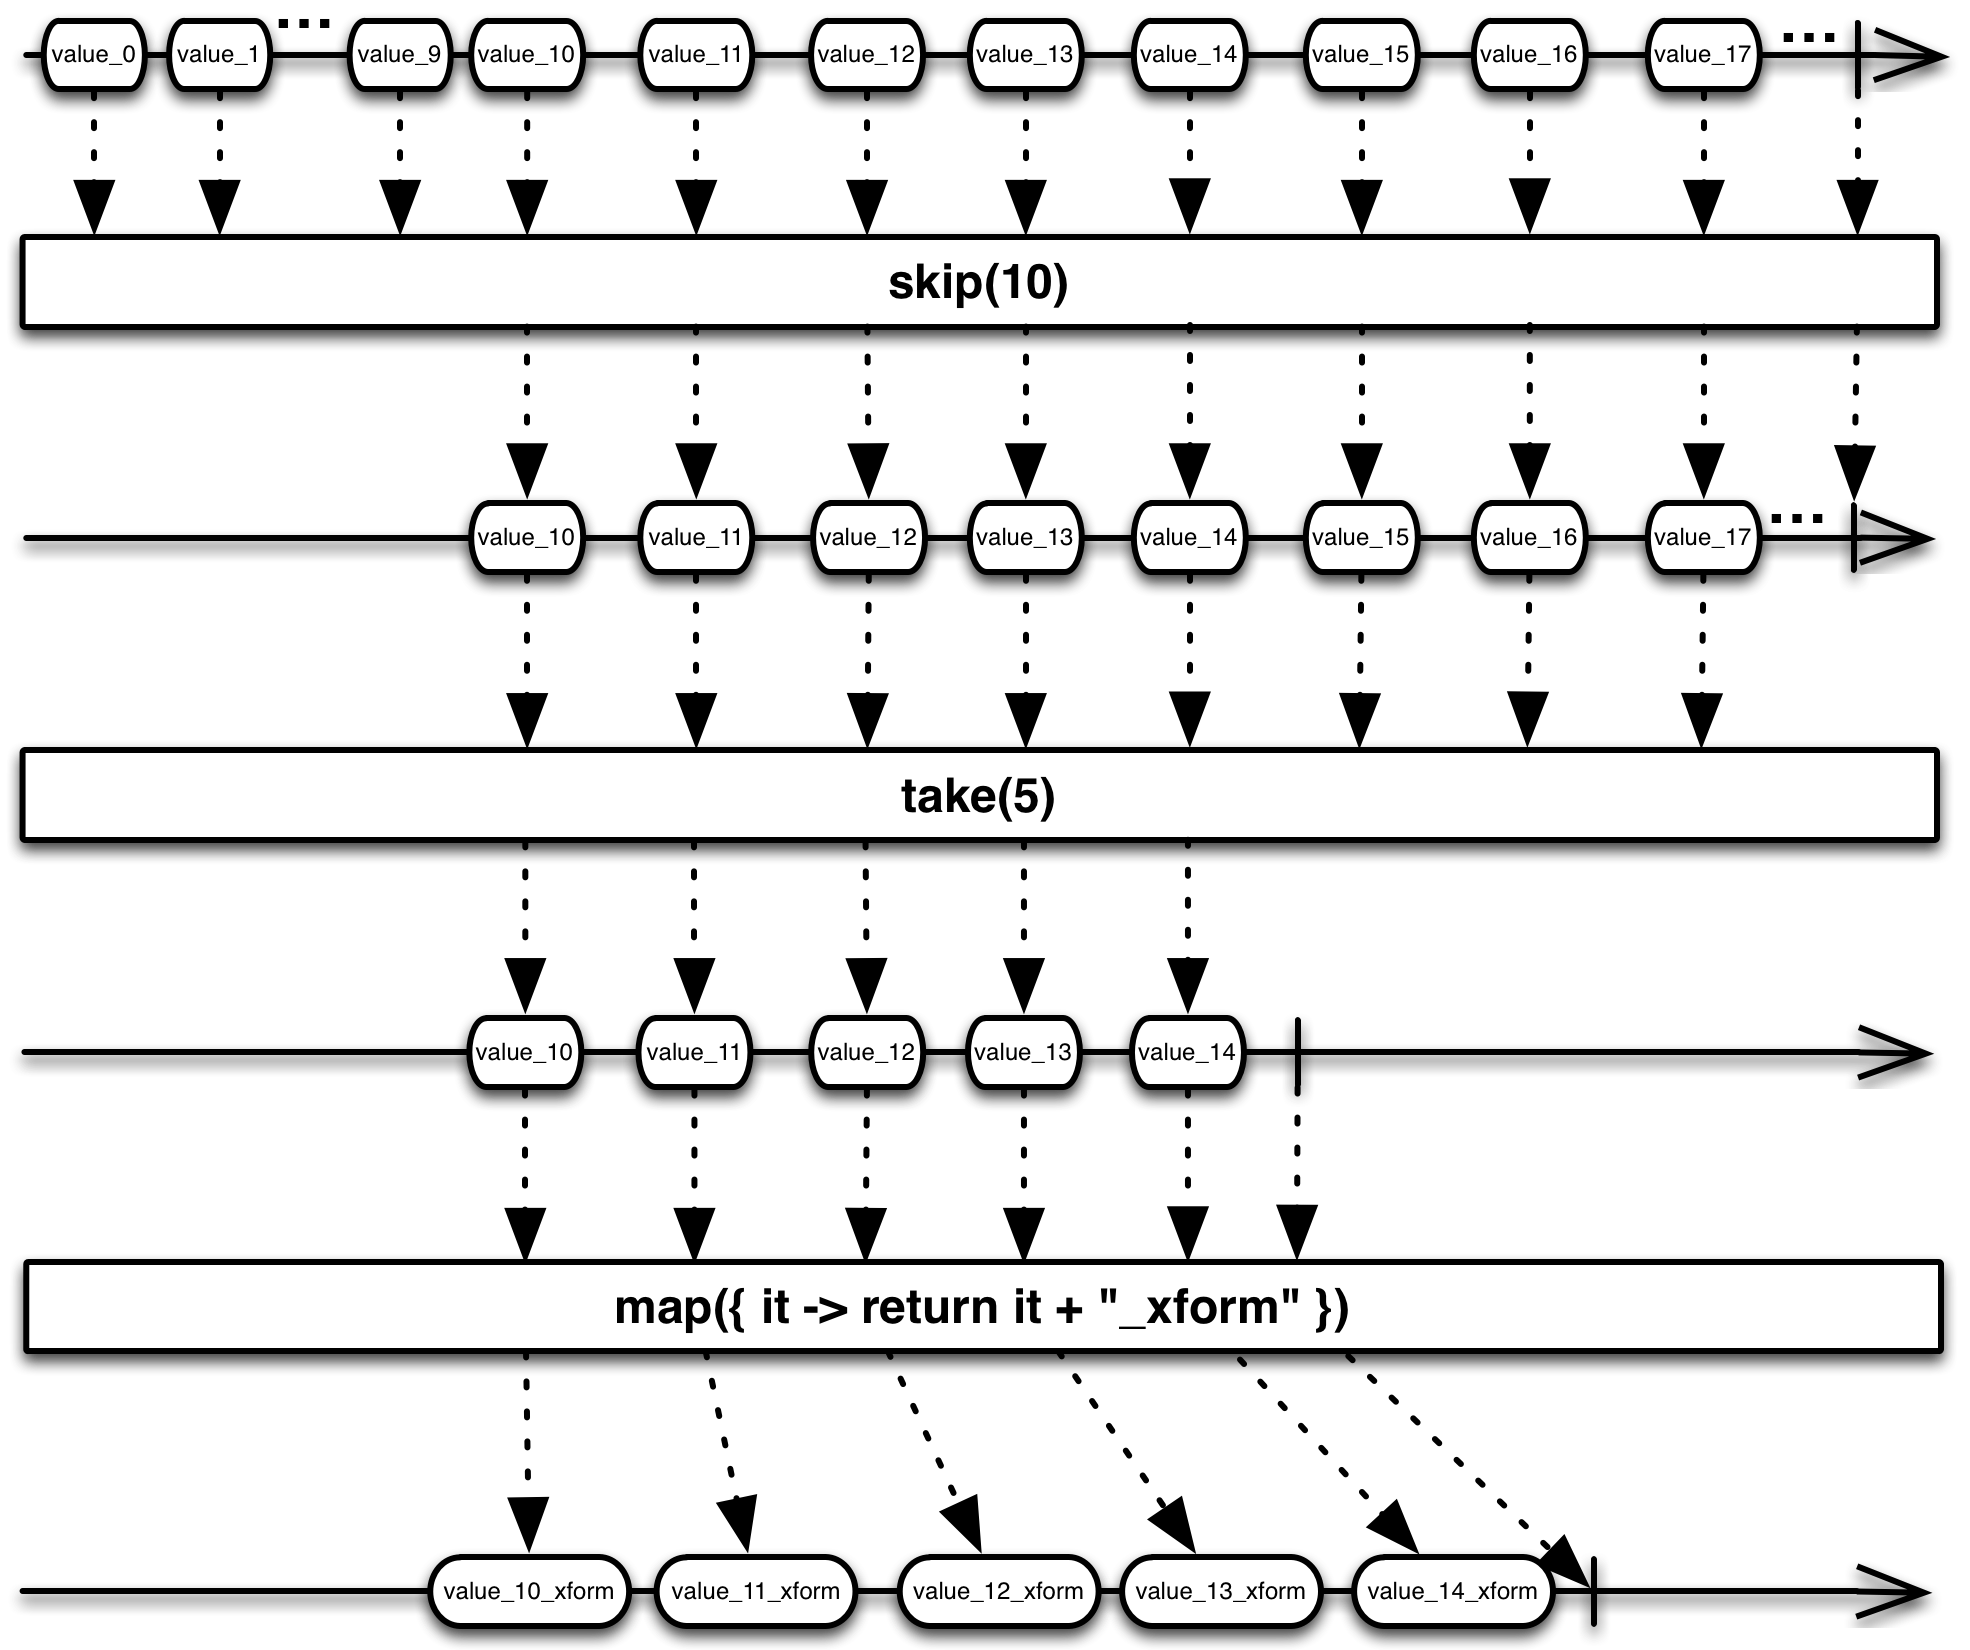 value_0 value_1 ... value_9 value_10 value_11 value_12 value_13 value_14 value_15 value_16 value_17 ...
skip(10)
value_10 value_11 value_12 value_13 value_14 value_15 value_16 value_17 ...
take(5)
value_10 value_11 value_12 value_13 value_14
map({ it -> return it + "_xform" })
value_10_xform value_11_xform value_12_xform value_13_xform value_14_xform